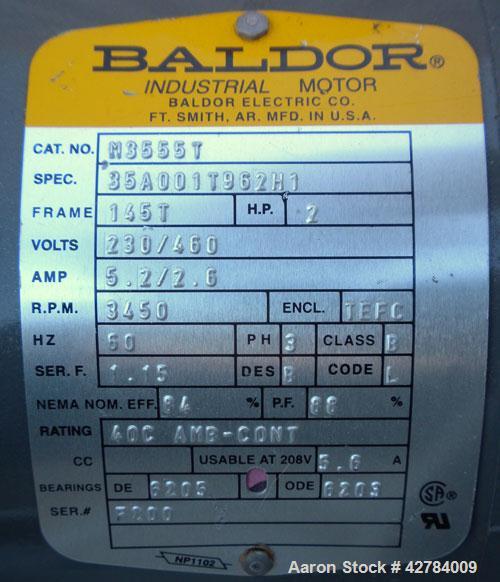 BALDOR®
INDUSTRIAL MOTOR
BALDOR ELECTRIC CO.
FT. SMITH, AR. MFD. IN U.S.A.
CAT. NO. M3555T
SPEC. 35A001T962H1
FRAME 145T H.P. 2
VOLTS 230/460
AMP 5.2/2.6
R.P.M. 3450 ENCL. TEFC
HZ 60 PH 3 CLASS B
SER. F. 1.15 DES B CODE L
NEMA NOM. EFF. 84 % P.F. 88 %
RATING 40C AMB-CONT
CC USABLE AT 208V 5.6 A
BEARINGS DE 6205 ODE 6203
SER.# F200
SA®
NP1102
Aaron Stock # 42784009